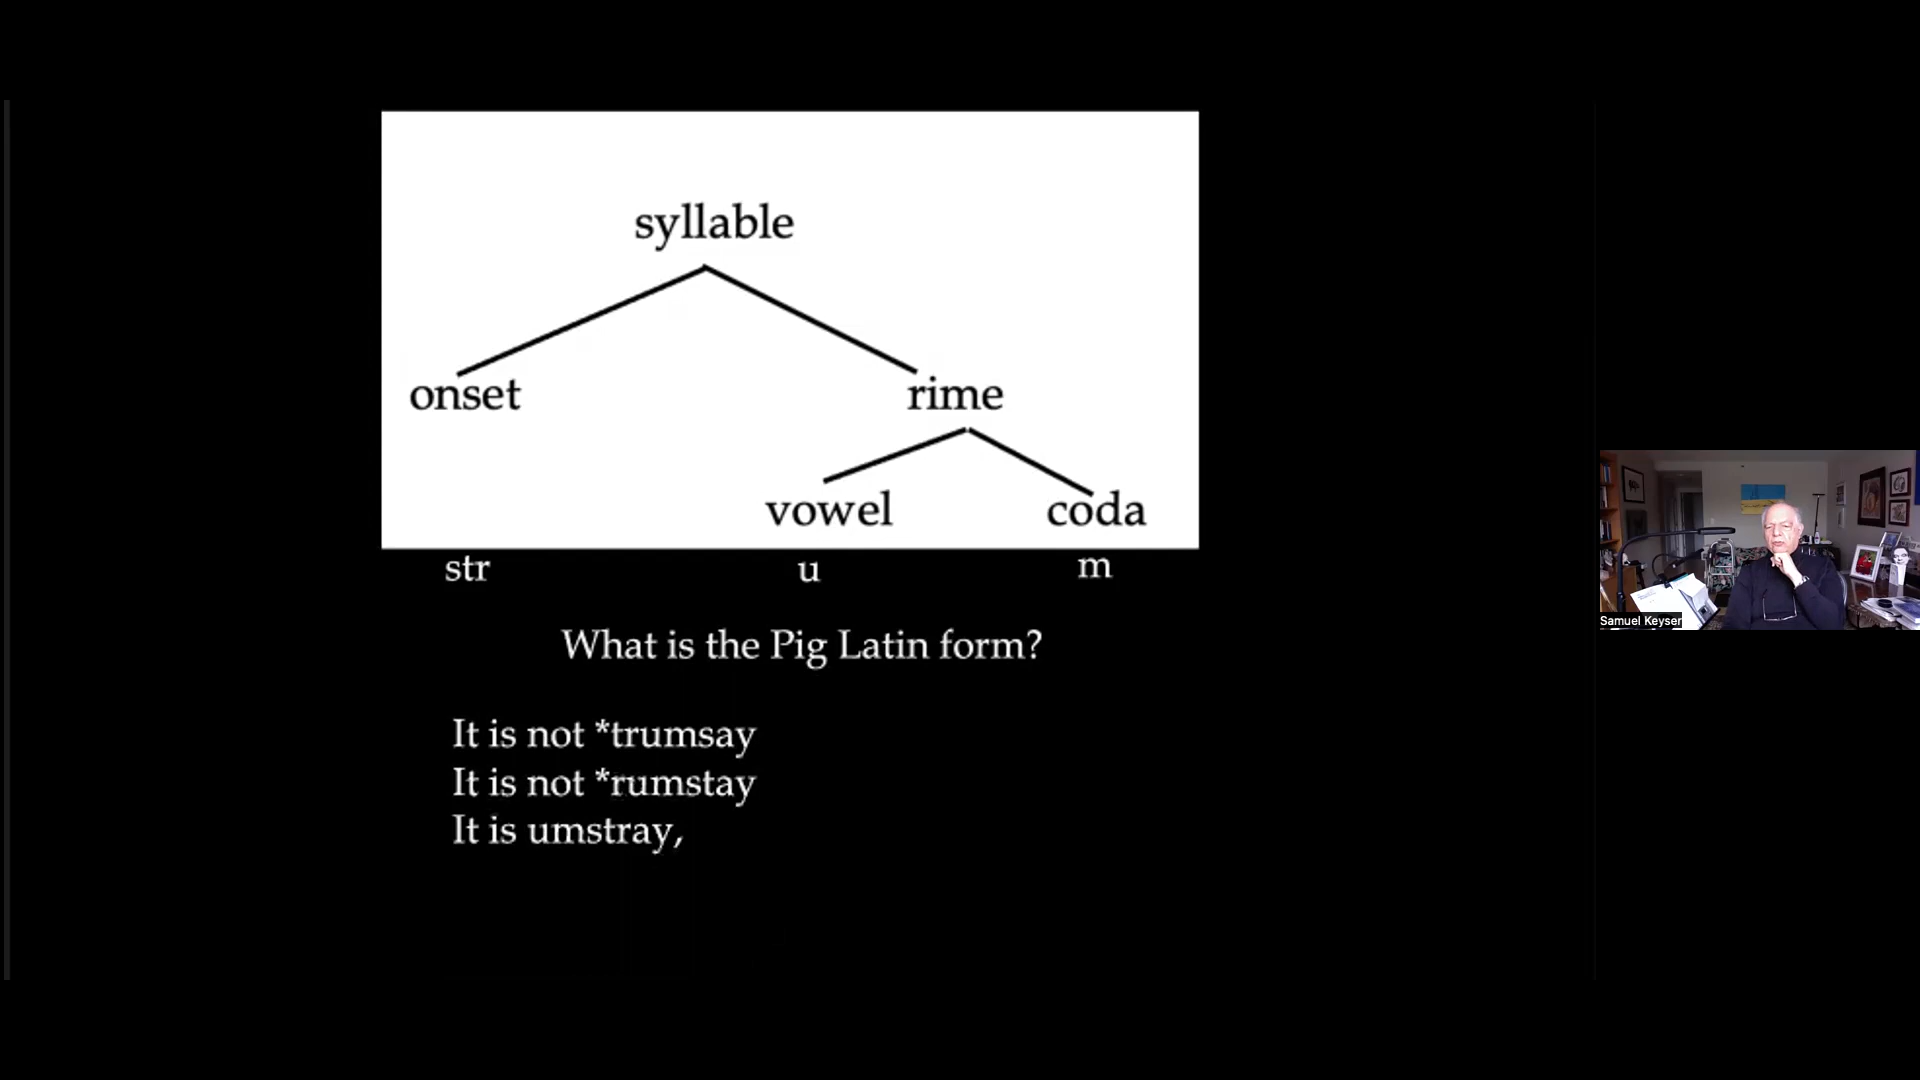 syllable
onset
rime
vowel
coda
str
u
m
What is the Pig Latin form?
It is not *trumsay
It is not *rumstay
It is umstray,
Samuel Keyser